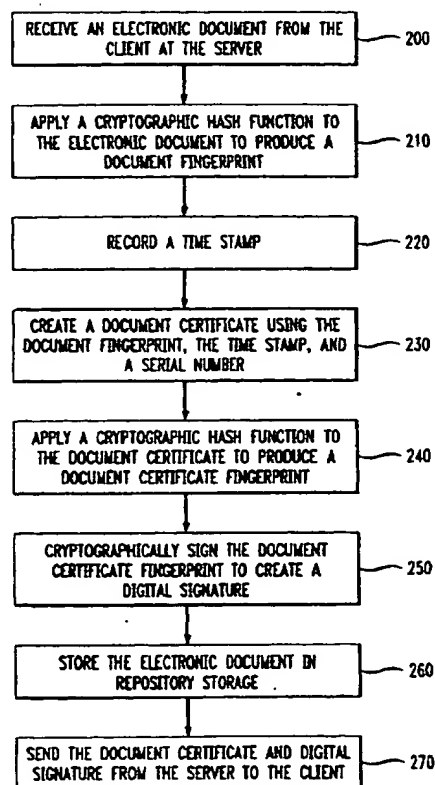 RECEIVE AN ELECTRONIC DOCUMENT FROM THE
CLIENT AT THE SERVER
200
APPLY A CRYPTOGRAPHIC HASH FUNCTION TO
THE ELECTRONIC DOCUMENT TO PRODUCE A
DOCUMENT FINGERPRINT
210
RECORD A TIME STAMP
220
CREATE A DOCUMENT CERTIFICATE USING THE
DOCUMENT FINGERPRINT, THE TIME STAMP, AND
A SERIAL NUMBER
230
APPLY A CRYPTOGRAPHIC HASH FUNCTION TO
THE DOCUMENT CERTIFICATE TO PRODUCE A
DOCUMENT CERTIFICATE FINGERPRINT
240
CRYPTOGRAPHICALLY SIGN THE DOCUMENT
CERTIFICATE FINGERPRINT TO CREATE A
DIGITAL SIGNATURE
250
STORE THE ELECTRONIC DOCUMENT IN
REPOSITORY STORAGE
260
SEND THE DOCUMENT CERTIFICATE AND DIGITAL
SIGNATURE FROM THE SERVER TO THE CLIENT
270